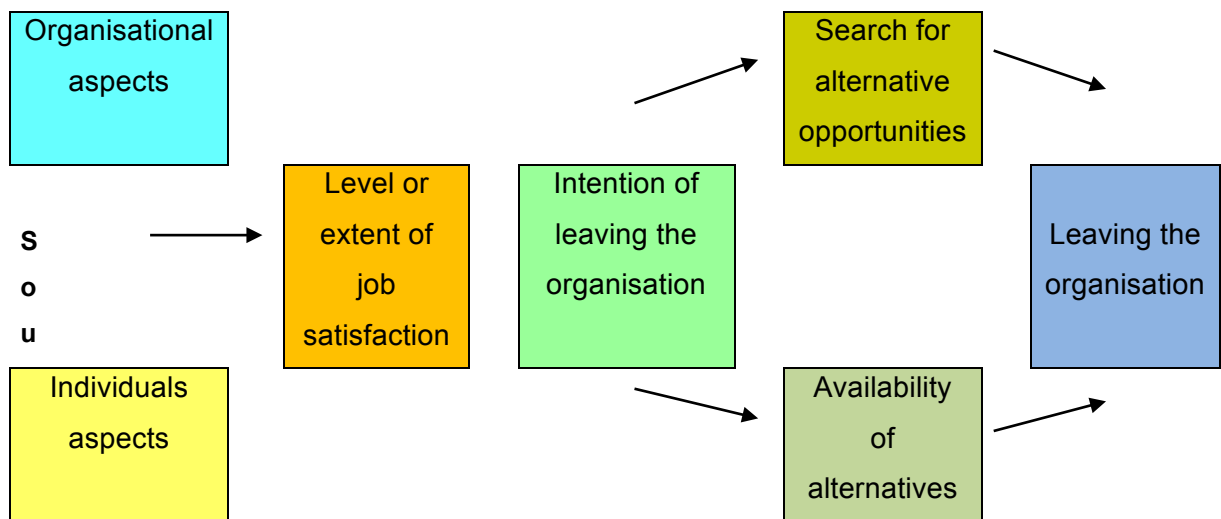 Organisational
aspects
Search for
alternative
opportunities
Level or
extent of
job
satisfaction
Intention of
leaving the
organisation
Leaving the
organisation
S
o
u
Individuals
aspects
Availability
of
alternatives